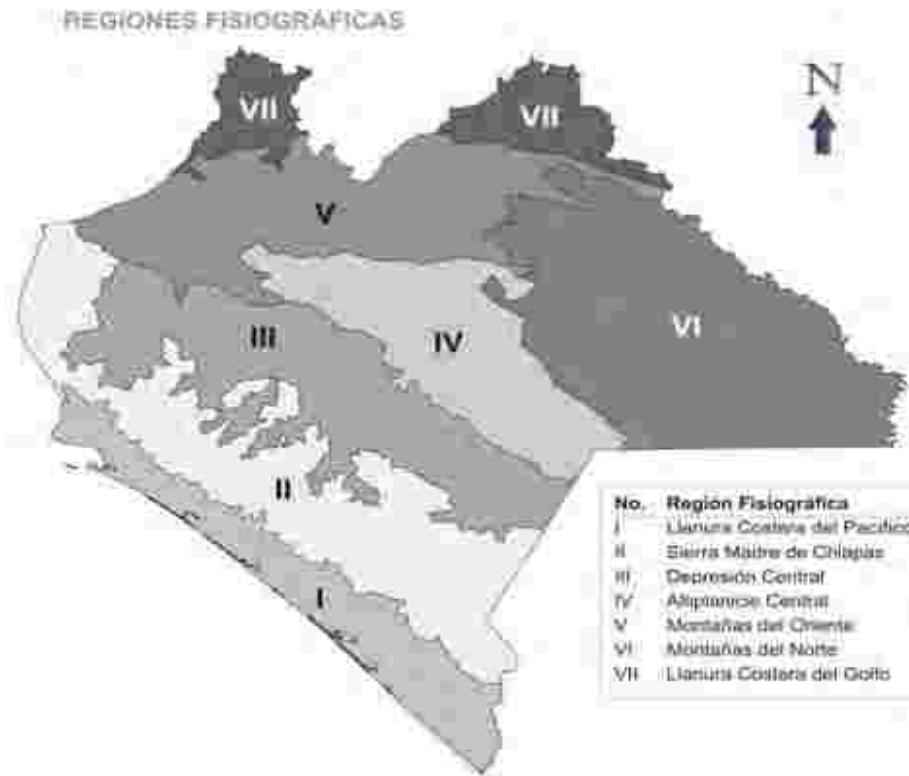 REGIONES FISIOGRÁFICAS
N
VII
VII
V
VI
III
IV
II
I
No. Región Fisiográfica
I Llanura Costera del Pacífico
II Sierra Madre de Chiapas
III Depresión Central
IV Altiplanicie Central
V Montañas del Oriente
VI Montañas del Norte
VII Llanura Costera del Golfo